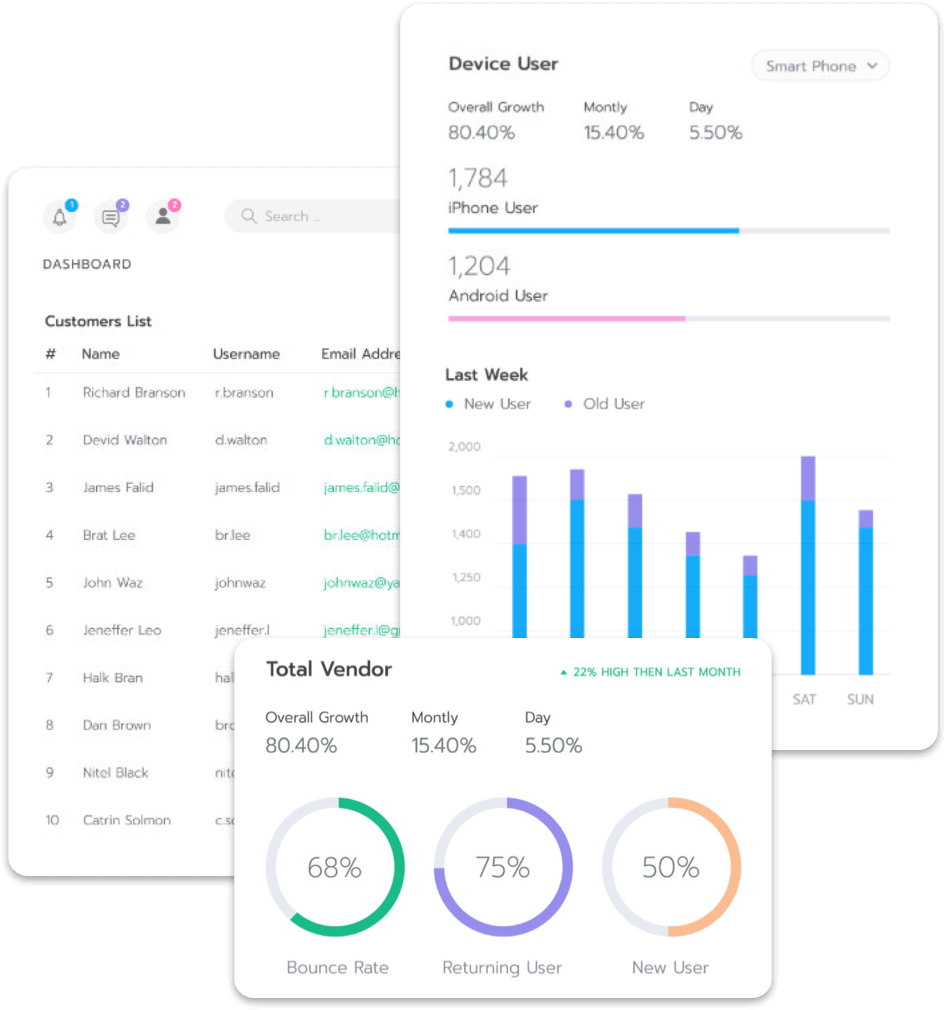 Device User
Smart Phone
Overall Growth Montly Day
80.40% 15.40% 5.50%
1,784
iPhone User
1,204
Android User
Last Week
New User Old User
2,000
1,500
1,400
1,250
1,000
SAT SUN
1 2 2
Search ..
DASHBOARD
Customers List
# Name Username Email Addre
1 Richard Branson r.branson r.branson@h
2 Devid Walton d.walton d.walton@ho
3 James Falid james.falid james.falid@
4 Brat Lee br.lee br.lee@hotm
5 John Waz johnwaz johnwaz@ya
6 Jeneffer Leo jeneffer.l jeneffer.l@g
7 Halk Bran hal
8 Dan Brown bro
9 Nitel Black nite
10 Catrin Solmon c.so
Total Vendor
22% HIGH THEN LAST MONTH
Overall Growth Montly Day
80.40% 15.40% 5.50%
68% 75% 50%
Bounce Rate Returning User New User